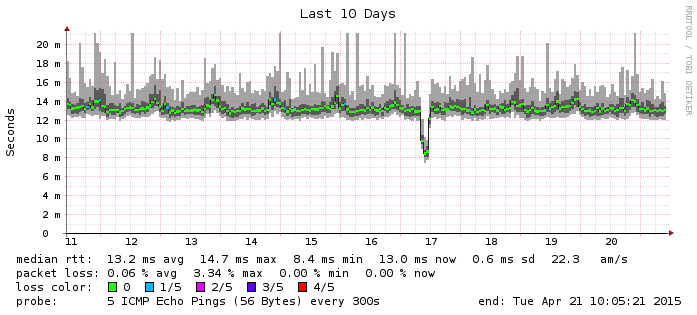 Last 10 Days
RRDTOOL / TOBI OETIKER
Seconds
20 m
18 m
16 m
14 m
12 m
10 m
8 m
6 m
4 m
2 m
0
11 12 13 14 15 16 17 18 19 20
median rtt: 13.2 ms avg 14.7 ms max 8.4 ms min 13.0 ms now 0.6 ms sd 22.3 am/s
packet loss: 0.06 % avg 3.34 % max 0.00 % min 0.00 % now
loss color: 0 1/5 2/5 3/5 4/5
probe: 5 ICMP Echo Pings (56 Bytes) every 300s end: Tue Apr 21 10:05:21 2015